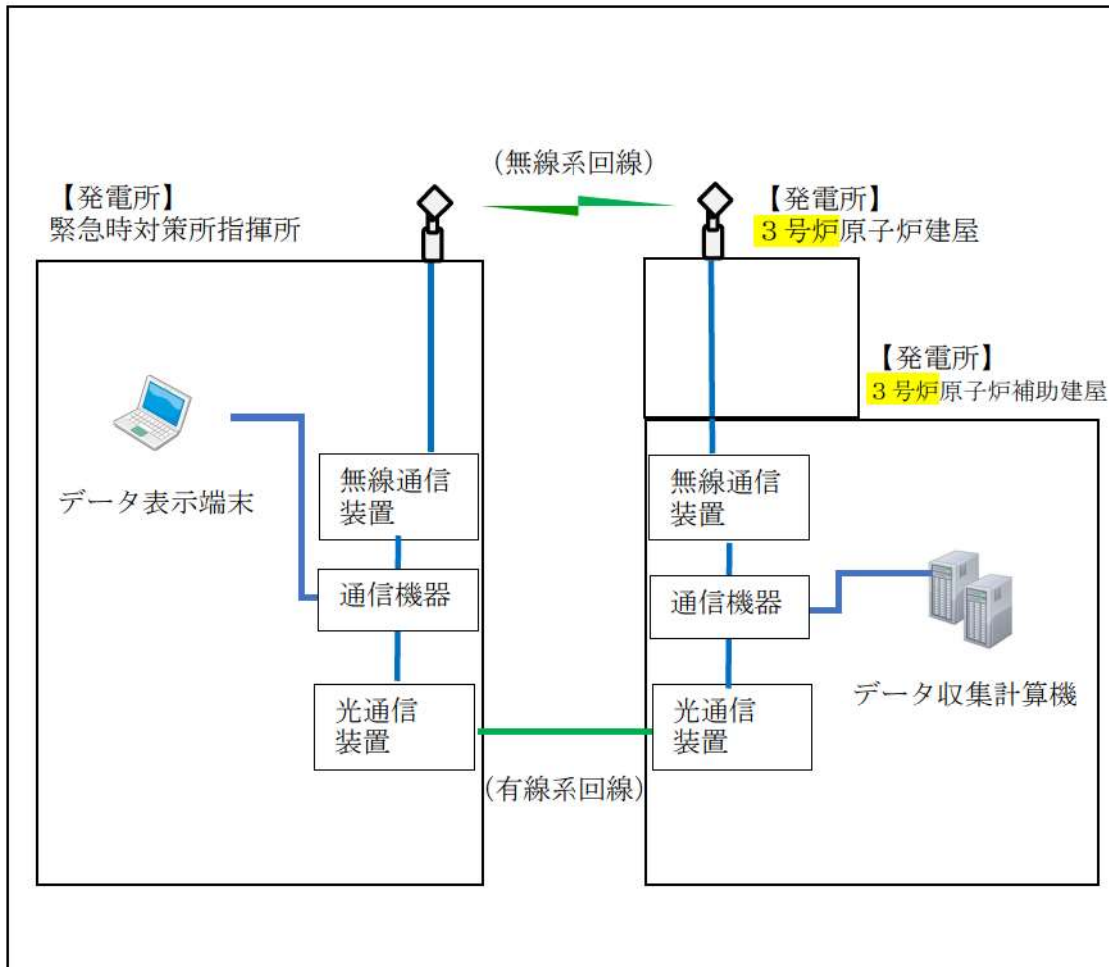 (無線系回線)
【発電所】
緊急時対策所指揮所
【発電所】
3号炉原子炉建屋
【発電所】
3号炉原子炉補助建屋
データ表示端末
無線通信
装置
通信機器
光通信
装置
無線通信
装置
通信機器
光通信
装置
データ収集計算機
(有線系回線)